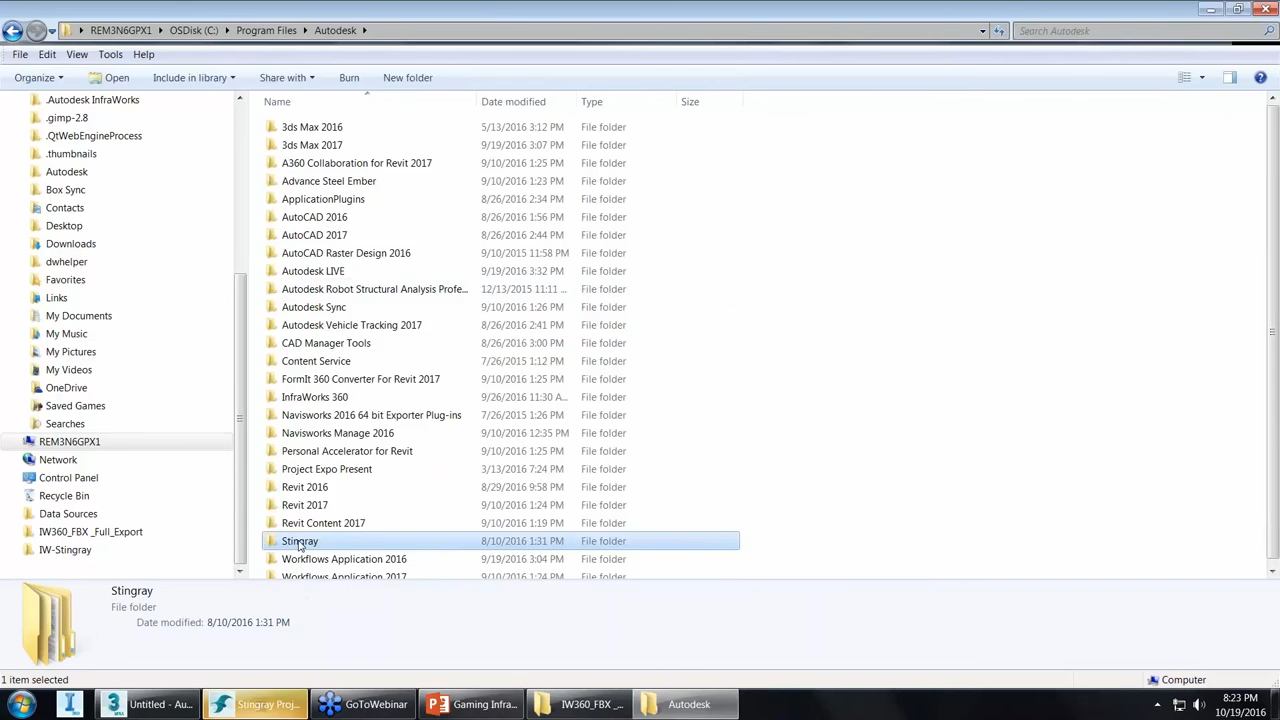 REM3N6GPX1 OSDisk (C:) Program Files Autodesk Search Autodesk
File Edit View Tools Help
Organize Open Include in library Share with Burn New folder
.Autodesk InfraWorks
.gimp-2.8
.QtWebEngineProcess
.thumbnails
Autodesk
Box Sync
Contacts
Desktop
Downloads
dwhelper
Favorites
Links
My Documents
My Music
My Pictures
My Videos
OneDrive
Saved Games
Searches
REM3N6GPX1
Network
Control Panel
Recycle Bin
Data Sources
IW360_FBX _Full_Export
IW-Stingray
Name Date modified Type Size
3ds Max 2016 5/13/2016 3:12 PM File folder
3ds Max 2017 9/19/2016 3:07 PM File folder
A360 Collaboration for Revit 2017 9/10/2016 1:25 PM File folder
Advance Steel Ember 9/10/2016 1:23 PM File folder
ApplicationPlugins 8/26/2016 2:34 PM File folder
AutoCAD 2016 8/26/2016 1:56 PM File folder
AutoCAD 2017 8/26/2016 2:44 PM File folder
AutoCAD Raster Design 2016 9/10/2015 11:58 PM File folder
Autodesk LIVE 9/19/2016 3:32 PM File folder
Autodesk Robot Structural Analysis Profe... 12/13/2015 11:11 ... File folder
Autodesk Sync 9/10/2016 1:26 PM File folder
Autodesk Vehicle Tracking 2017 8/26/2016 2:41 PM File folder
CAD Manager Tools 8/26/2016 3:00 PM File folder
Content Service 7/26/2015 1:12 PM File folder
FormIt 360 Converter For Revit 2017 9/10/2016 1:25 PM File folder
InfraWorks 360 9/26/2016 11:30 A... File folder
Navisworks 2016 64 bit Exporter Plug-ins 7/26/2015 1:26 PM File folder
Navisworks Manage 2016 9/10/2016 12:35 PM File folder
Personal Accelerator for Revit 9/10/2016 1:25 PM File folder
Project Expo Present 3/13/2016 7:24 PM File folder
Revit 2016 8/29/2016 9:58 PM File folder
Revit 2017 9/10/2016 1:24 PM File folder
Revit Content 2017 9/10/2016 1:19 PM File folder
Stingray 8/10/2016 1:31 PM File folder
Workflows Application 2016 9/19/2016 3:04 PM File folder
Workflows Application 2017 9/10/2016 1:24 PM File folder
Stingray
File folder
Date modified: 8/10/2016 1:31 PM
1 item selected Computer
Untitled - Au... Stingray Proj... GoToWebinar Gaming Infra... IW360_FBX _... Autodesk 8:23 PM
10/19/2016